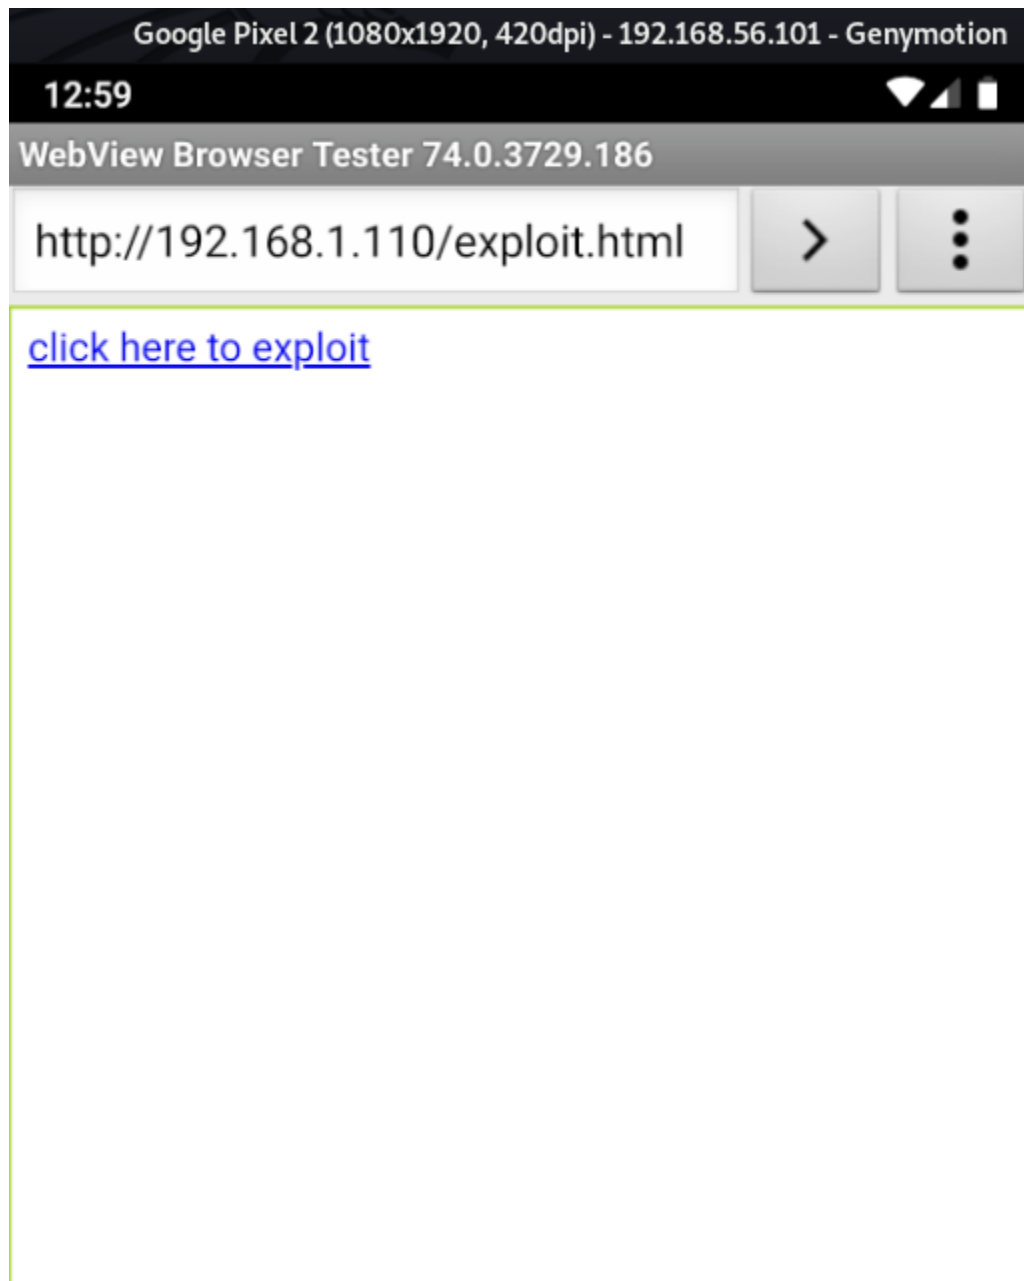 Google Pixel 2 (1080x1920, 420dpi) - 192.168.56.101 - Genymotion
12:59
WebView Browser Tester 74.0.3729.186
http://192.168.1.110/exploit.html
click here to exploit